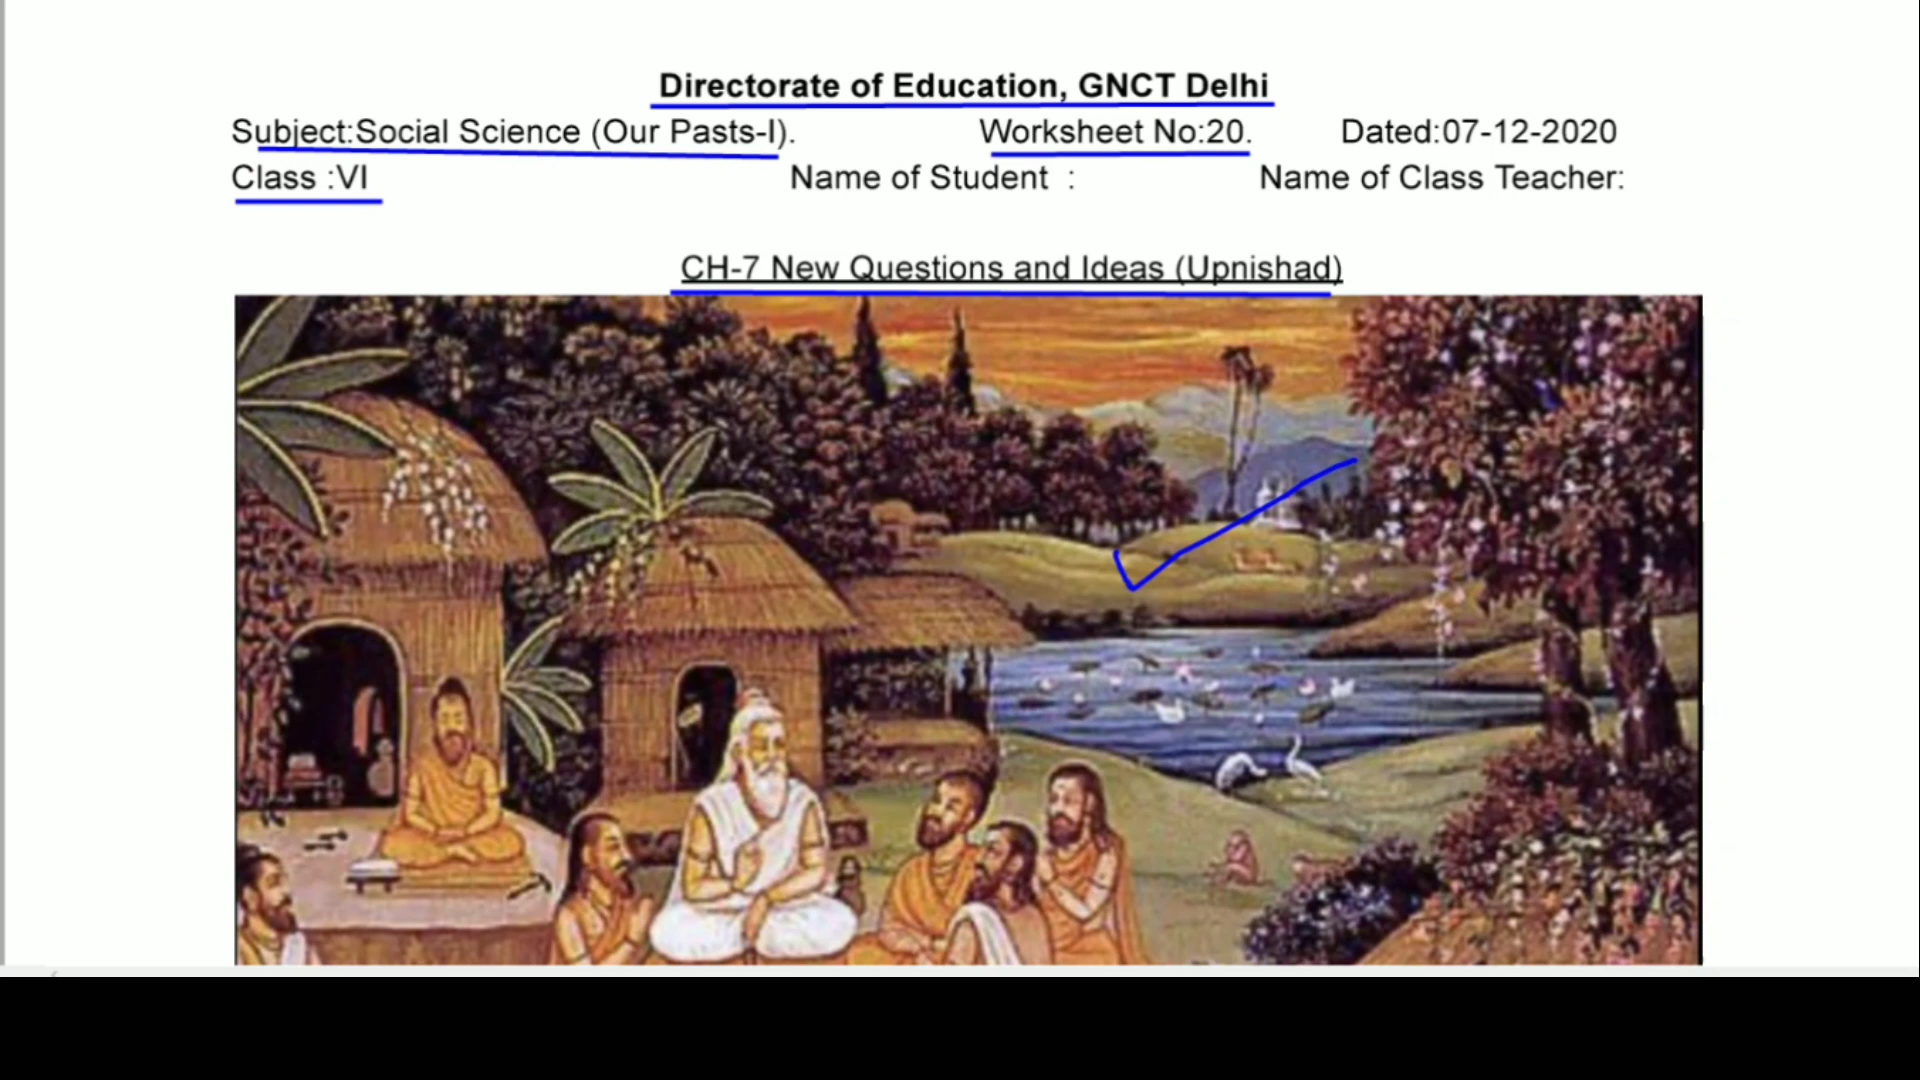 Directorate of Education, GNCT Delhi
Subject:Social Science (Our Pasts-I). Worksheet No:20. Dated:07-12-2020
Class :VI Name of Student : Name of Class Teacher:
CH-7 New Questions and Ideas (Upnishad)